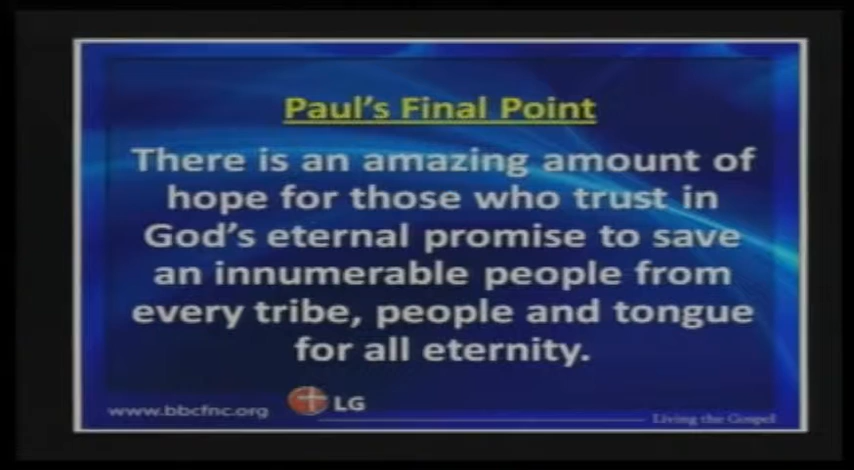 Paul's Final Point
There is an amazing amount of
hope for those who trust in
God's eternal promise to save
an innumerable people from
every tribe, people and tongue
for all eternity.
www.bbcfnc.org
LG
Living the Gospel